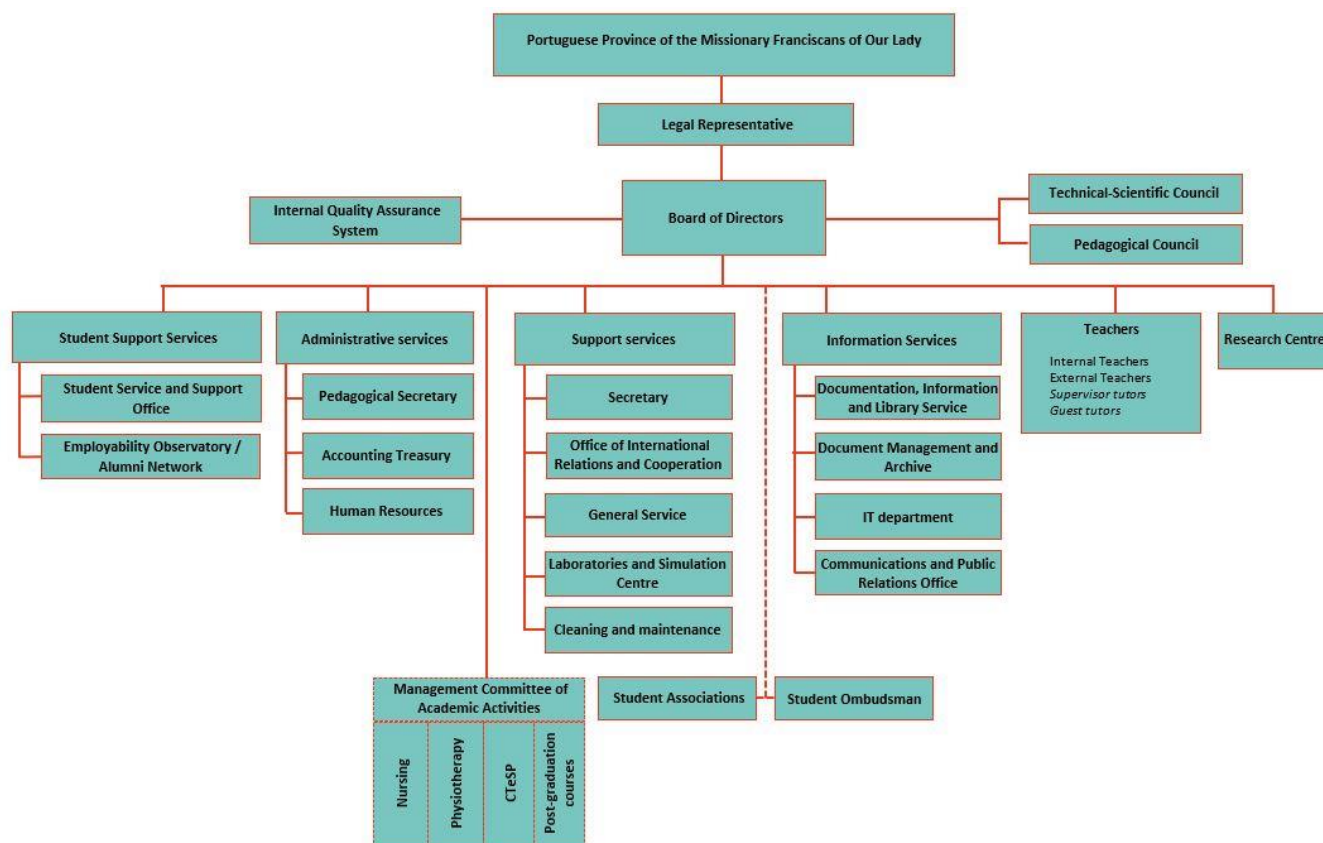 Portuguese Province of the Missionary Franciscans of Our Lady
Legal Representative
Internal Quality Assurance
System
Board of Directors
Technical-Scientific Council
Pedagogical Council
Student Support Services
Student Service and Support
Office
Employability Observatory /
Alumni Network
Administrative services
Pedagogical Secretary
Accounting Treasury
Human Resources
Support services
Secretary
Office of International
Relations and Cooperation
General Service
Laboratories and Simulation
Centre
Cleaning and maintenance
Information Services
Documentation, Information
and Library Service
Document Management and
Archive
IT department
Communications and Public
Relations Office
Teachers
Internal Teachers
External Teachers
Supervisor tutors
Guest tutors
Research Centre
Management Committee of
Academic Activities
Nursing
Physiotherapy
CTeSP
Post-graduation
courses
Student Associations
Student Ombudsman